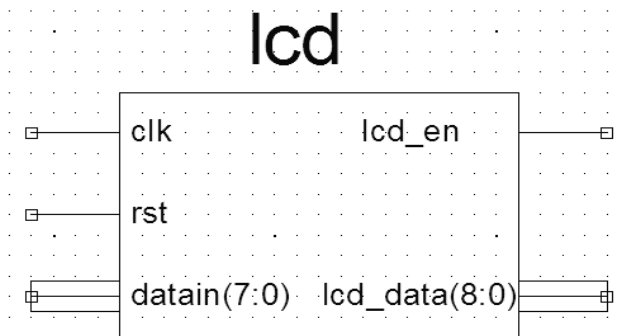 lcd
clk lcd_en
rst
datain(7:0) lcd_data(8:0)